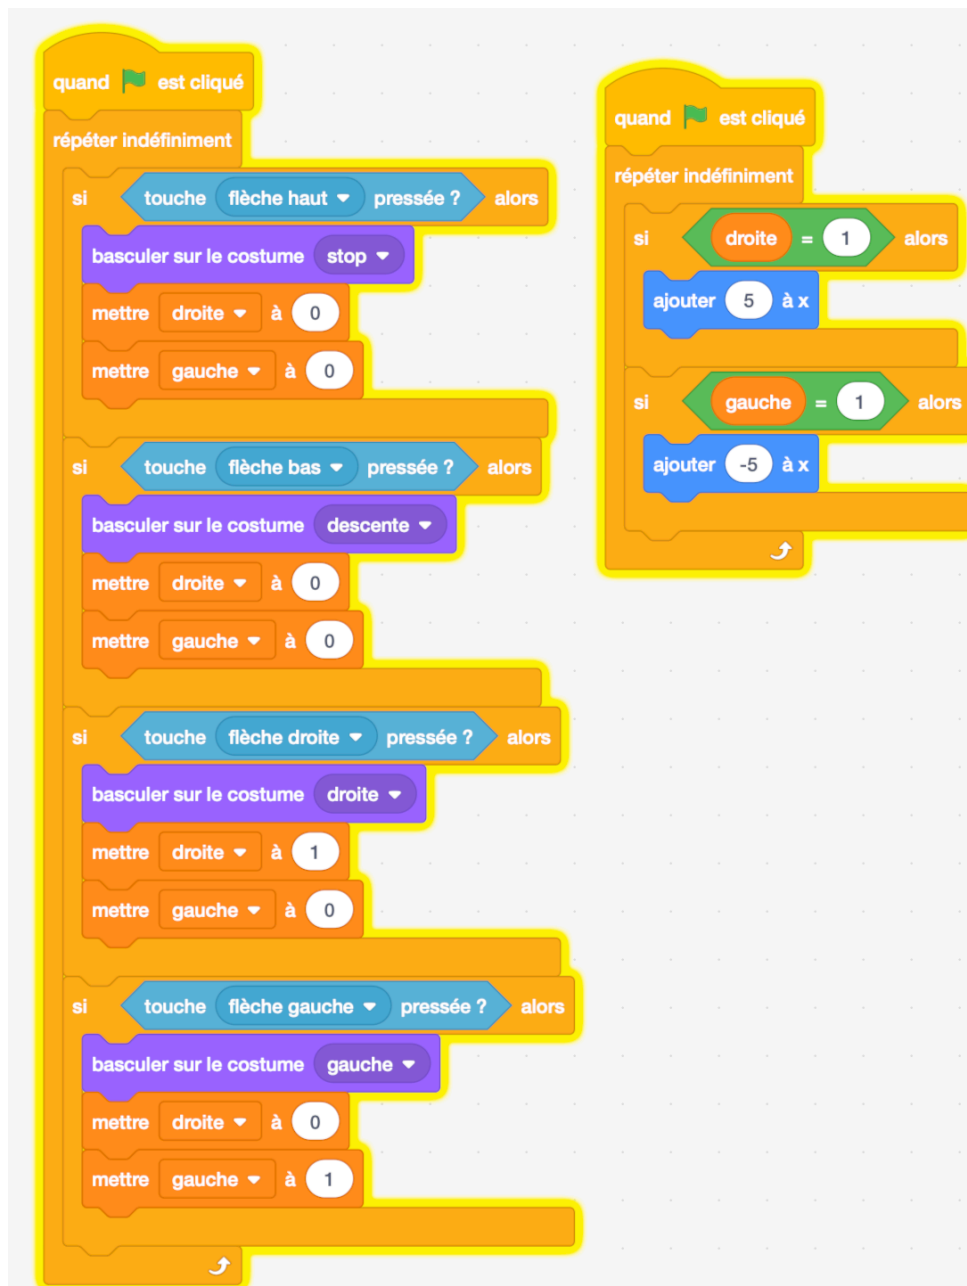 quand est cliqué
répéter indéfiniment
si touche flèche haut pressée ? alors
basculer sur le costume stop
mettre droite à 0
mettre gauche à 0
si touche flèche bas pressée ? alors
basculer sur le costume descente
mettre droite à 0
mettre gauche à 0
si touche flèche droite pressée ? alors
basculer sur le costume droite
mettre droite à 1
mettre gauche à 0
si touche flèche gauche pressée ? alors
basculer sur le costume gauche
mettre droite à 0
mettre gauche à 1
quand est cliqué
répéter indéfiniment
si droite = 1 alors
ajouter 5 à x
si gauche = 1 alors
ajouter -5 à x